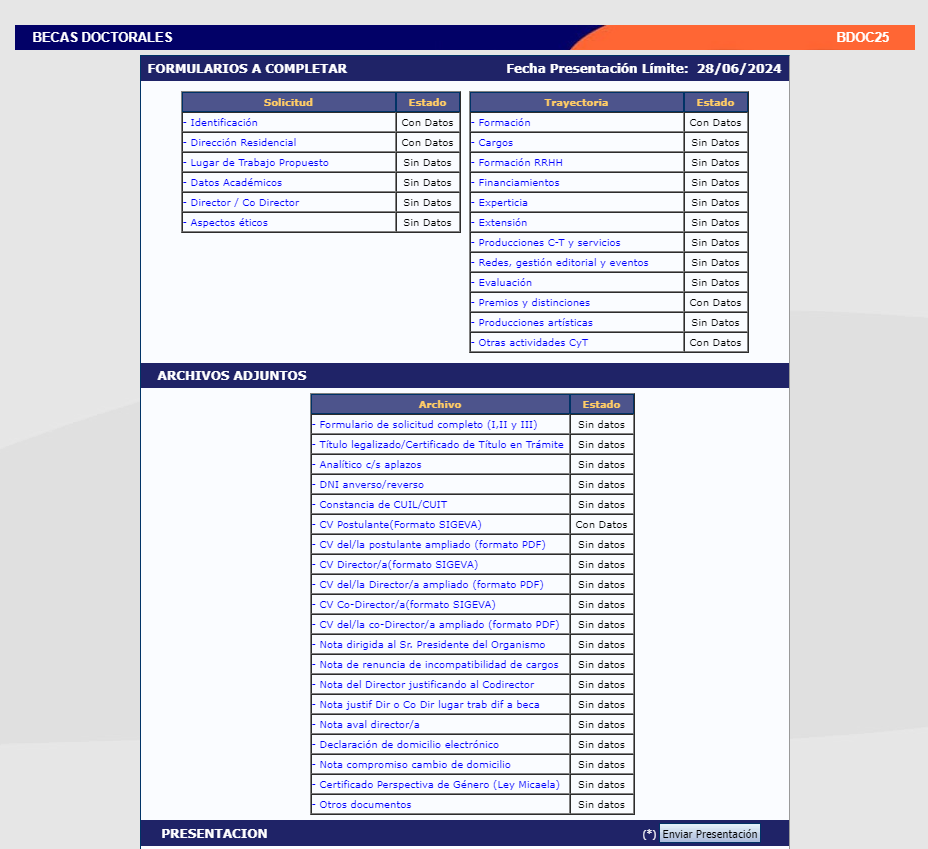 BECAS DOCTORALES BDOC25
FORMULARIOS A COMPLETAR Fecha Presentación Límite: 28/06/2024
Solicitud Estado
- Identificación Con Datos
- Dirección Residencial Con Datos
- Lugar de Trabajo Propuesto Sin Datos
- Datos Académicos Sin Datos
- Director / Co Director Sin Datos
- Aspectos éticos Sin Datos
Trayectoria Estado
- Formación Con Datos
- Cargos Sin Datos
- Formación RRHH Sin Datos
- Financiamientos Sin Datos
- Experticia Sin Datos
- Extensión Sin Datos
- Producciones C-T y servicios Sin Datos
- Redes, gestión editorial y eventos Sin Datos
- Evaluación Sin Datos
- Premios y distinciones Con Datos
- Producciones artísticas Sin Datos
- Otras actividades CyT Con Datos
ARCHIVOS ADJUNTOS
Archivo Estado
- Formulario de solicitud completo (I,II y III) Sin datos
- Título legalizado/Certificado de Título en Trámite Sin datos
- Analítico c/s aplazos Sin datos
- DNI anverso/reverso Sin datos
- Constancia de CUIL/CUIT Sin datos
- CV Postulante(Formato SIGEVA) Con Datos
- CV del/la postulante ampliado (formato PDF) Sin datos
- CV Director/a(formato SIGEVA) Sin datos
- CV del/la Director/a ampliado (formato PDF) Sin datos
- CV Co-Director/a(formato SIGEVA) Sin datos
- CV del/la co-Director/a ampliado (formato PDF) Sin datos
- Nota dirigida al Sr. Presidente del Organismo Sin datos
- Nota de renuncia de incompatibilidad de cargos Sin datos
- Nota del Director justificando al Codirector Sin datos
- Nota justif Dir o Co Dir lugar trab dif a beca Sin datos
- Nota aval director/a Sin datos
- Declaración de domicilio electrónico Sin datos
- Nota compromiso cambio de domicilio Sin datos
- Certificado Perspectiva de Género (Ley Micaela) Sin datos
- Otros documentos Sin datos
PRESENTACION (*) Enviar Presentación